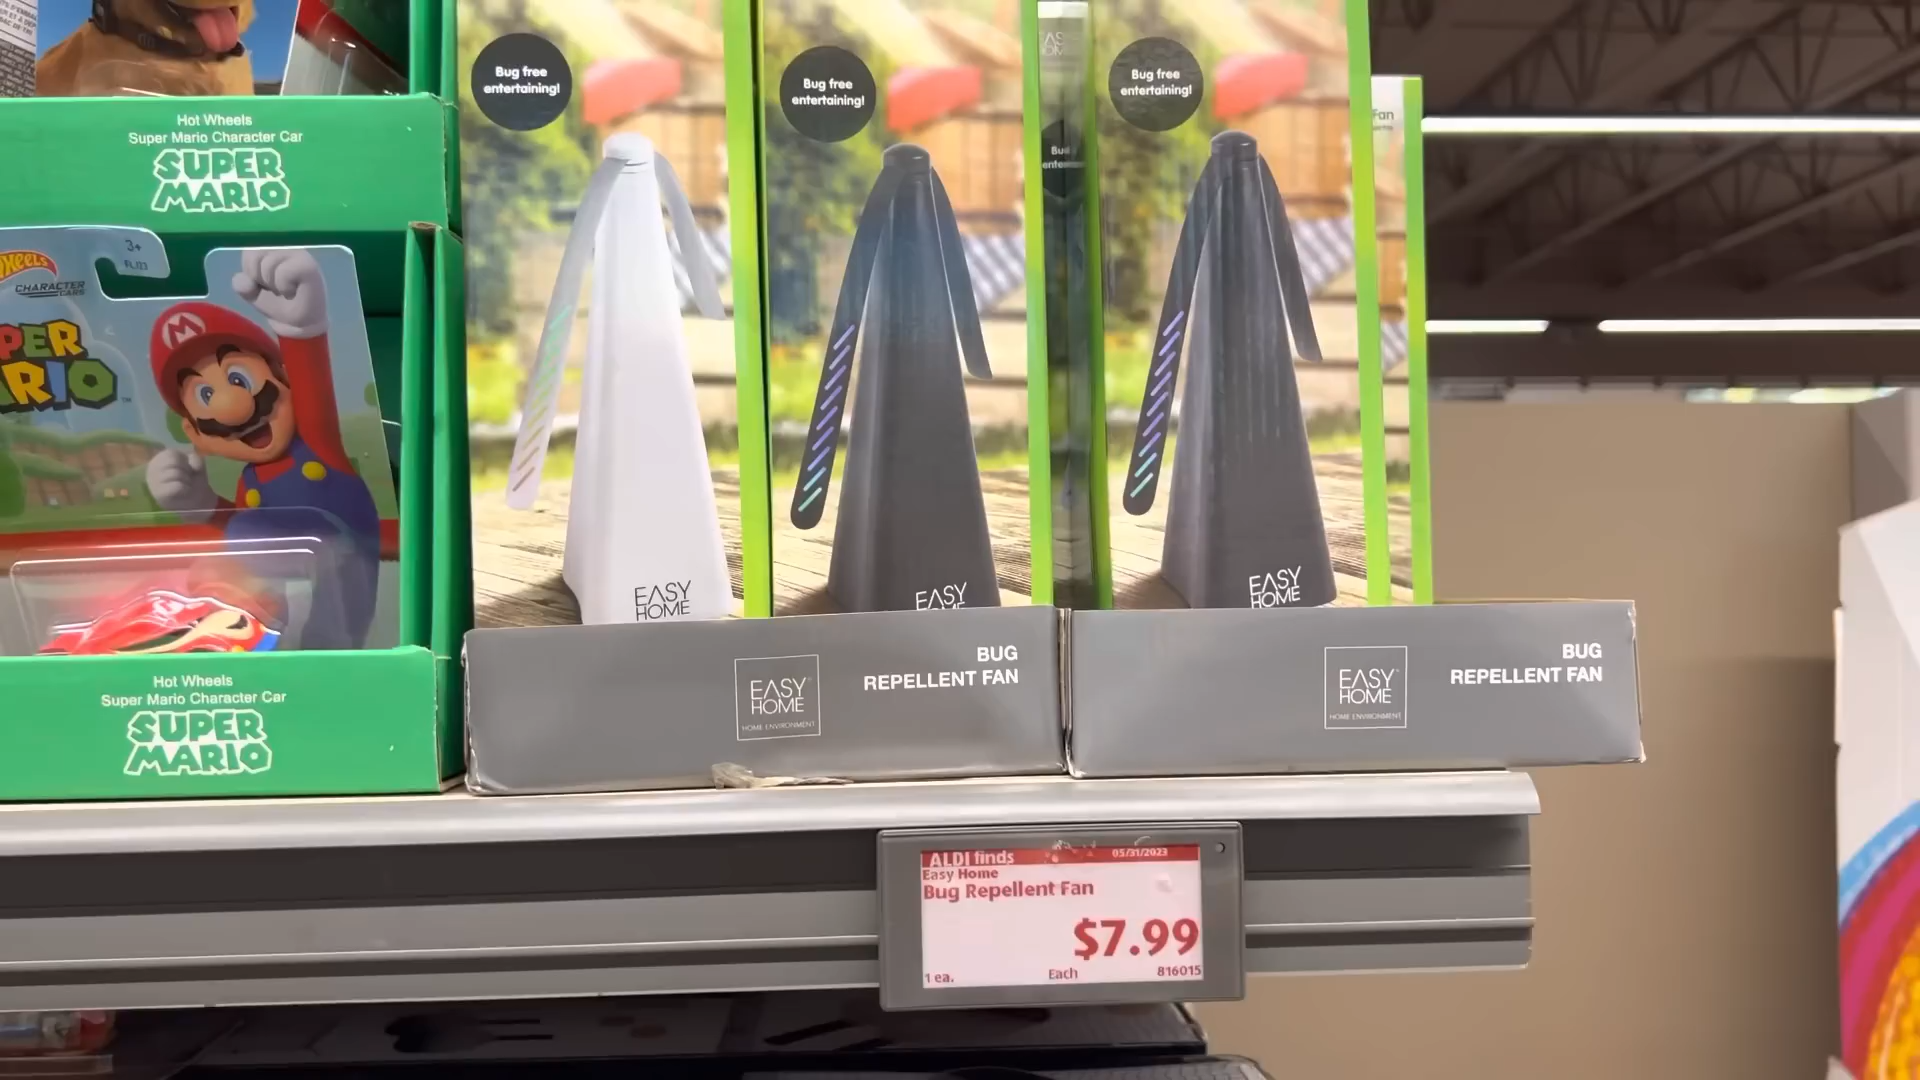 Bug free
entertaining!
Bug free
entertaining!
Bug free
entertaining!
Fan
Hot Wheels
Super Mario Character Car
SUPER
MARIO
3+
CHARACTER
CARS
EASY
HOME
EASY
HOME
EASY
HOME
EASY
HOME
HOME ENVIRONMENT
BUG
REPELLENT FAN
EASY
HOME
HOME ENVIRONMENT
BUG
REPELLENT FAN
Hot Wheels
Super Mario Character Car
SUPER
MARIO
ALDI finds 05/31/2023
Easy Home
Bug Repellent Fan
$7.99
1 ea. Each 816015